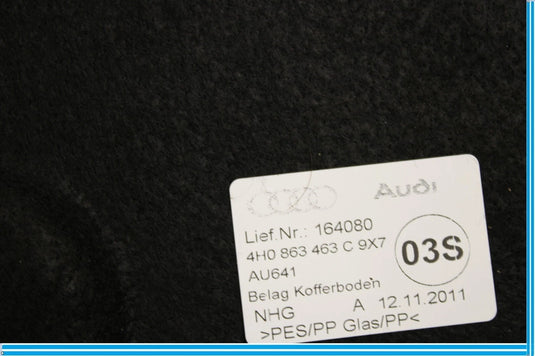 Audi
Lief.Nr.: 164080
4H0 863 463 C 9X7
AU641
03S
Belag Kofferboden
NHG A 12.11.2011
>PES/PP Glas/PP<